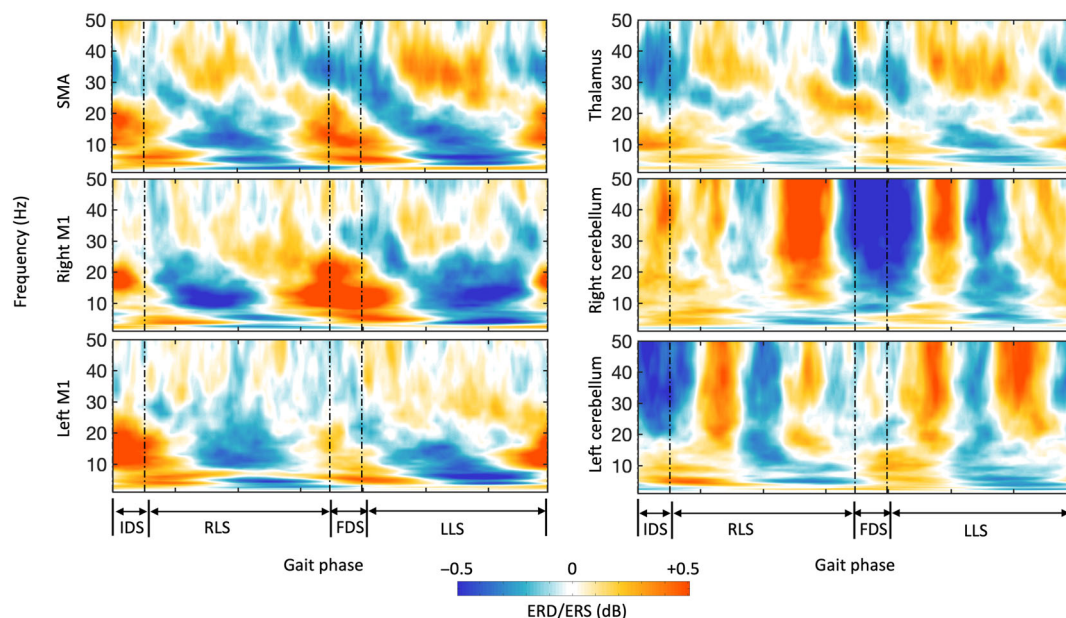 SMA
50
40
30
20
10
Thalamus
50
40
30
20
10
Frequency (Hz)
Right M1
50
40
30
20
10
Right cerebellum
50
40
30
20
10
Left M1
50
40
30
20
10
Left cerebellum
50
40
30
20
10
IDS RLS FDS LLS
IDS RLS FDS LLS
Gait phase
Gait phase
−0.5 0 +0.5
ERD/ERS (dB)